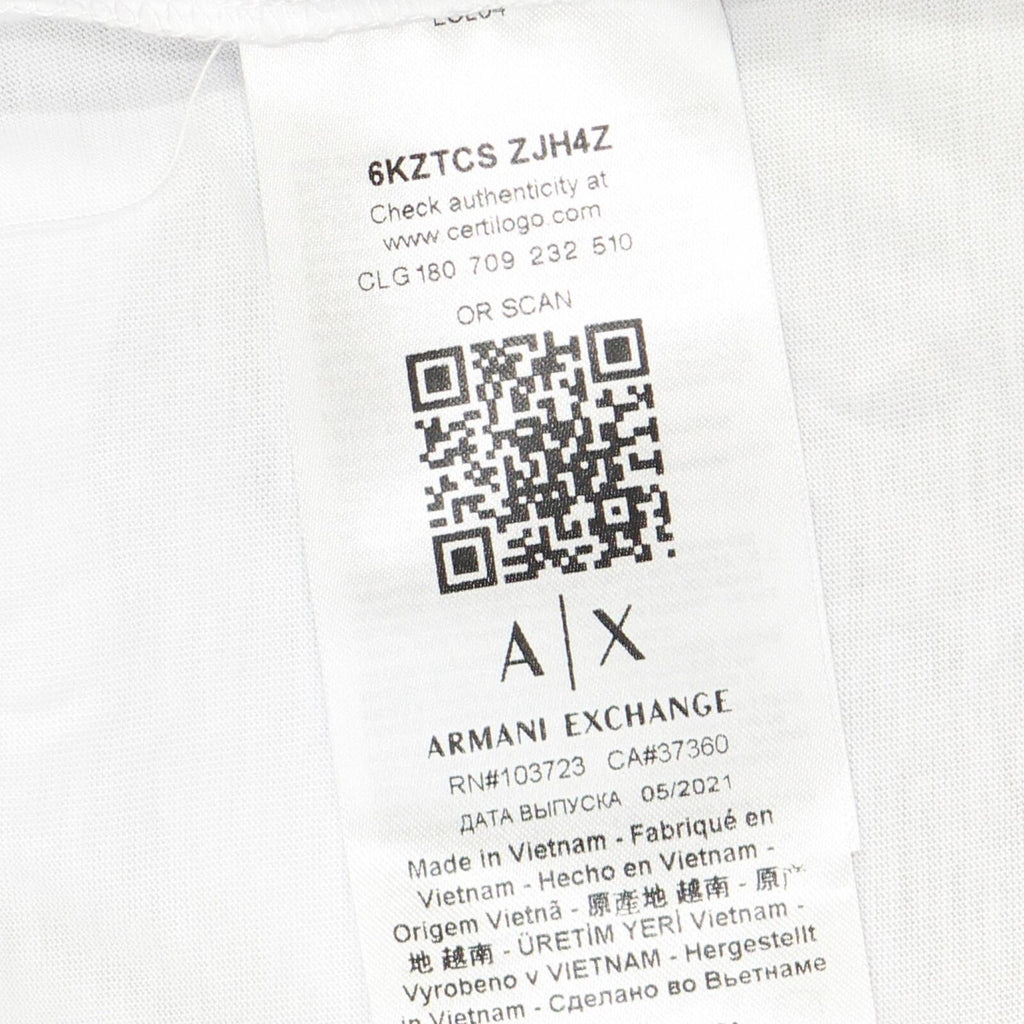 6KZTCS ZJH4Z
Check authenticity at
www certilogo.com
CLG180 709 232 510
OR SCAN
A|X
ARMANI EXCHANGE
RN#103723 CA#37360
ДАТА ВЫПУСКА 05/2021
Made in Vietnam - Fabriqué en
Vietnam - Hecho en Vietnam -
Origem Vietnã - 原產地 越南 - 原产
地 越南 - ÜRETİM YERİ Vietnam -
Vyrobeno v VIETNAM - Hergestellt
in Vietnam - Сделано во Вьетнаме